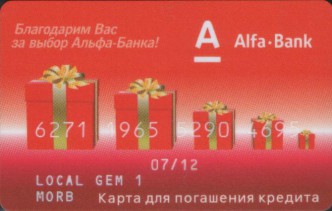 Благодарим Вас
за выбор Альфа-Банка!
A Alfa·Bank
6271 4965 5290 4695
07/12
LOCAL GEM 1
MORB Карта для погашения кредита